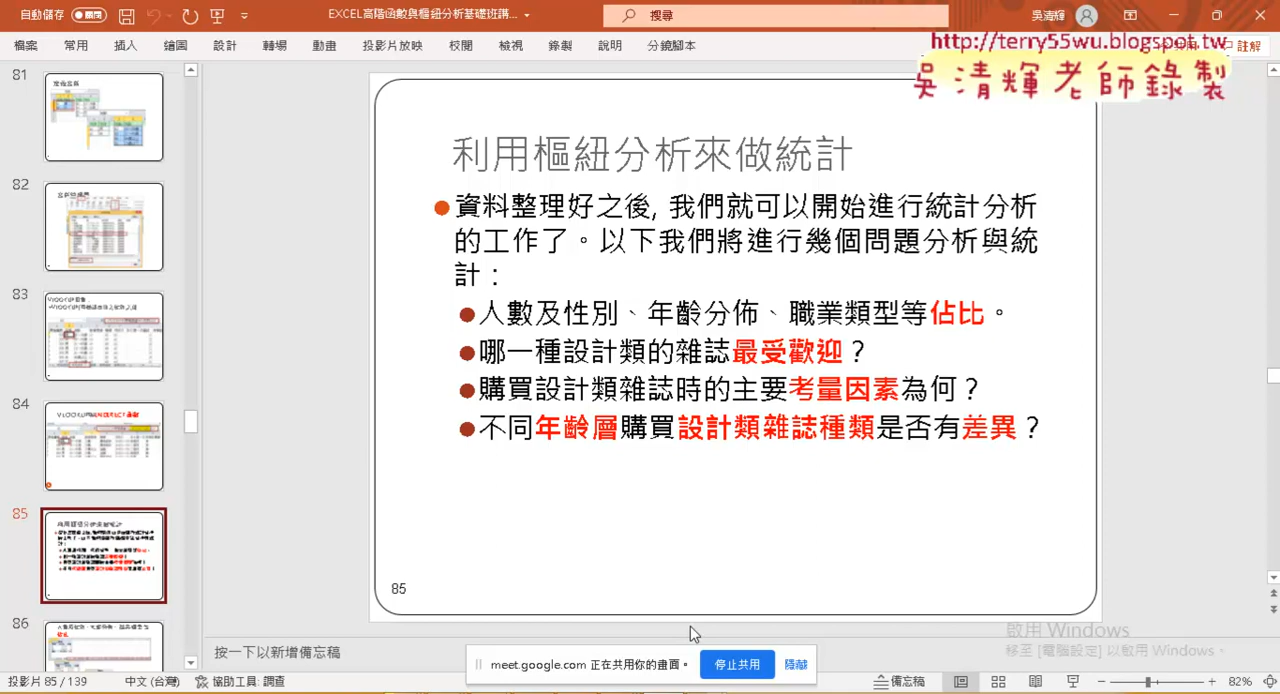 自動儲存
EXCEL高階函數與樞紐分析基礎班講...
搜尋
吳清輝
檔案 常用 插入 繪圖 設計 轉場 動畫 投影片放映 校閱 檢視 錄製 說明 分鏡腳本
共用 註解
http://terry55wu.blogspot.tw
吳清輝老師錄製
81
82
83
84
85
86
利用樞紐分析來做統計
資料整理好之後, 我們就可以開始進行統計分析
的工作了。以下我們將進行幾個問題分析與統
計：
人數及性別、年齡分佈、職業類型等佔比。
哪一種設計類的雜誌最受歡迎？
購買設計類雜誌時的主要考量因素為何？
不同年齡層購買設計類雜誌種類是否有差異？
85
啟用 Windows
移至 [電腦設定] 以啟用 Windows。
按一下以新增備忘稿
meet.google.com 正在共用你的畫面。 停止共用 隱藏
投影片 85 / 139 中文 (台灣) 協助工具: 調查 備忘稿 82%